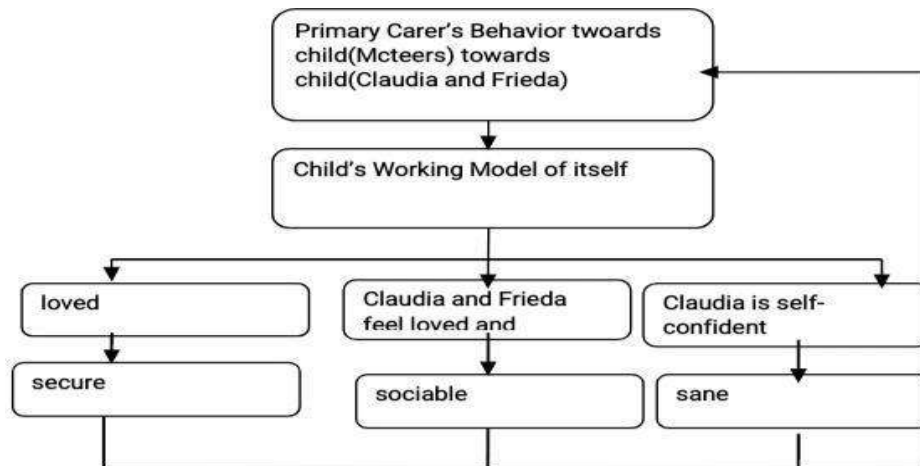 Primary Carer's Behavior twoards
child(Mcteers) towards
child(Claudia and Frieda)
Child's Working Model of itself
loved
Claudia and Frieda
feel loved and
Claudia is self-
confident
secure
sociable
sane